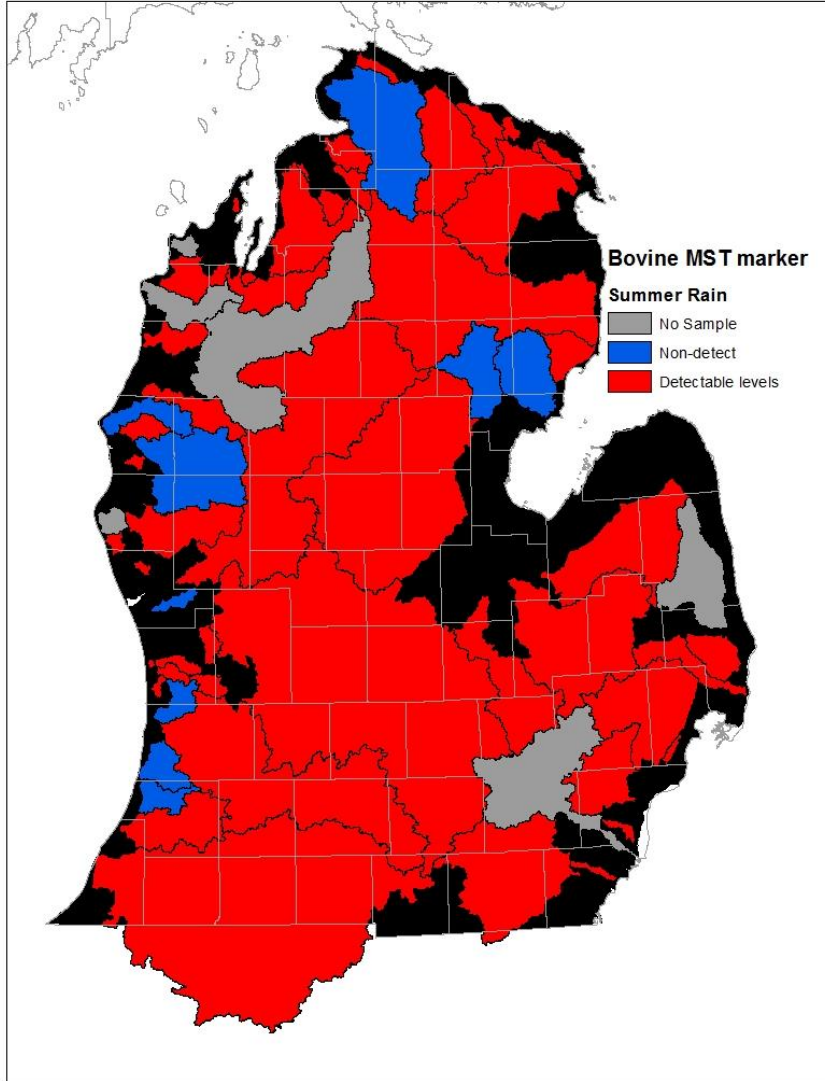 Bovine MST marker
Summer Rain
No Sample
Non-detect
Detectable levels